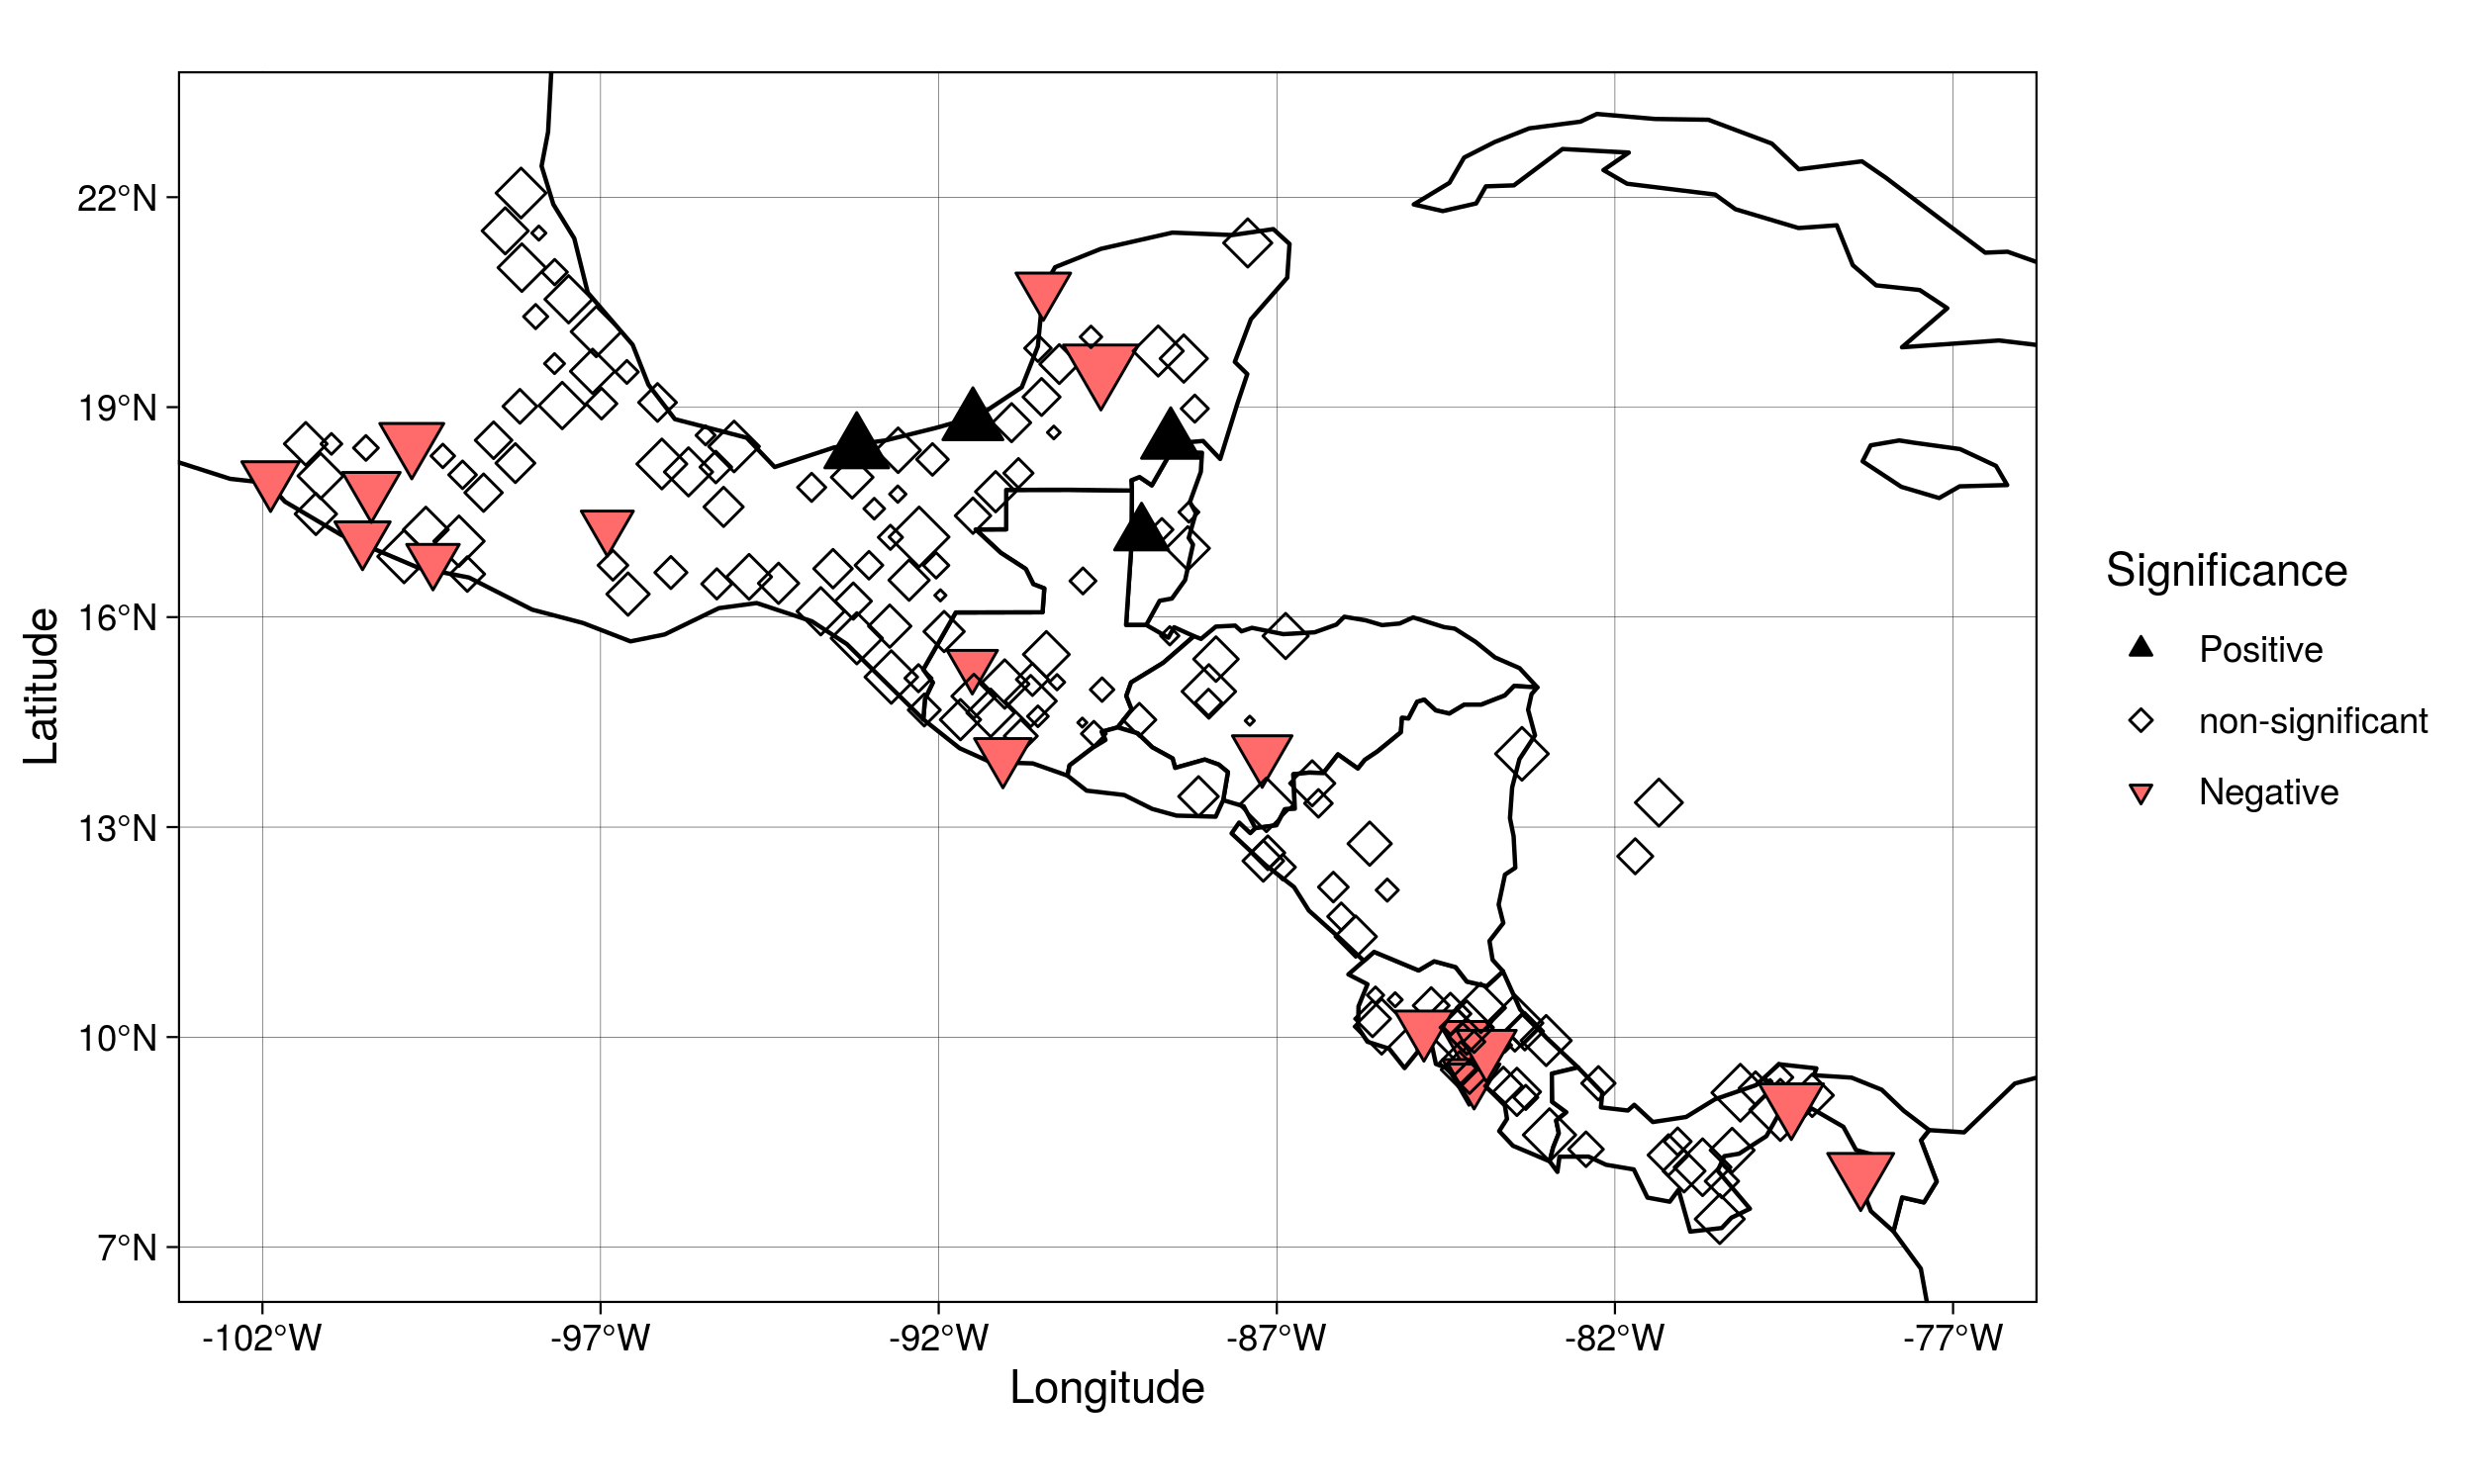 22°N
19°N
16°N
13°N
10°N
7°N
Latitude
-102°W
-97°W
-92°W
-87°W
-82°W
-77°W
Longitude
Significance
Positive
non-significant
Negative